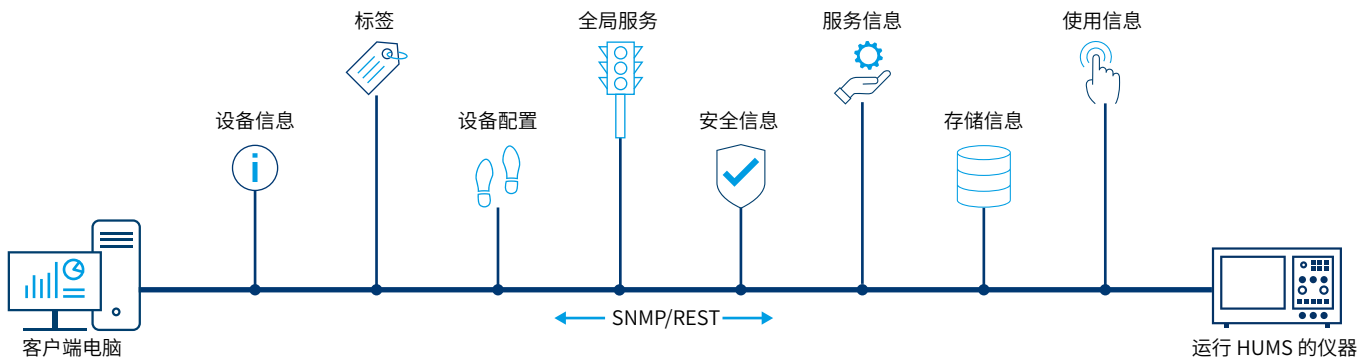 标签
全局服务
服务信息
使用信息
设备信息
设备配置
安全信息
存储信息
i
SNMP/REST
客户端电脑
运行 HUMS 的仪器